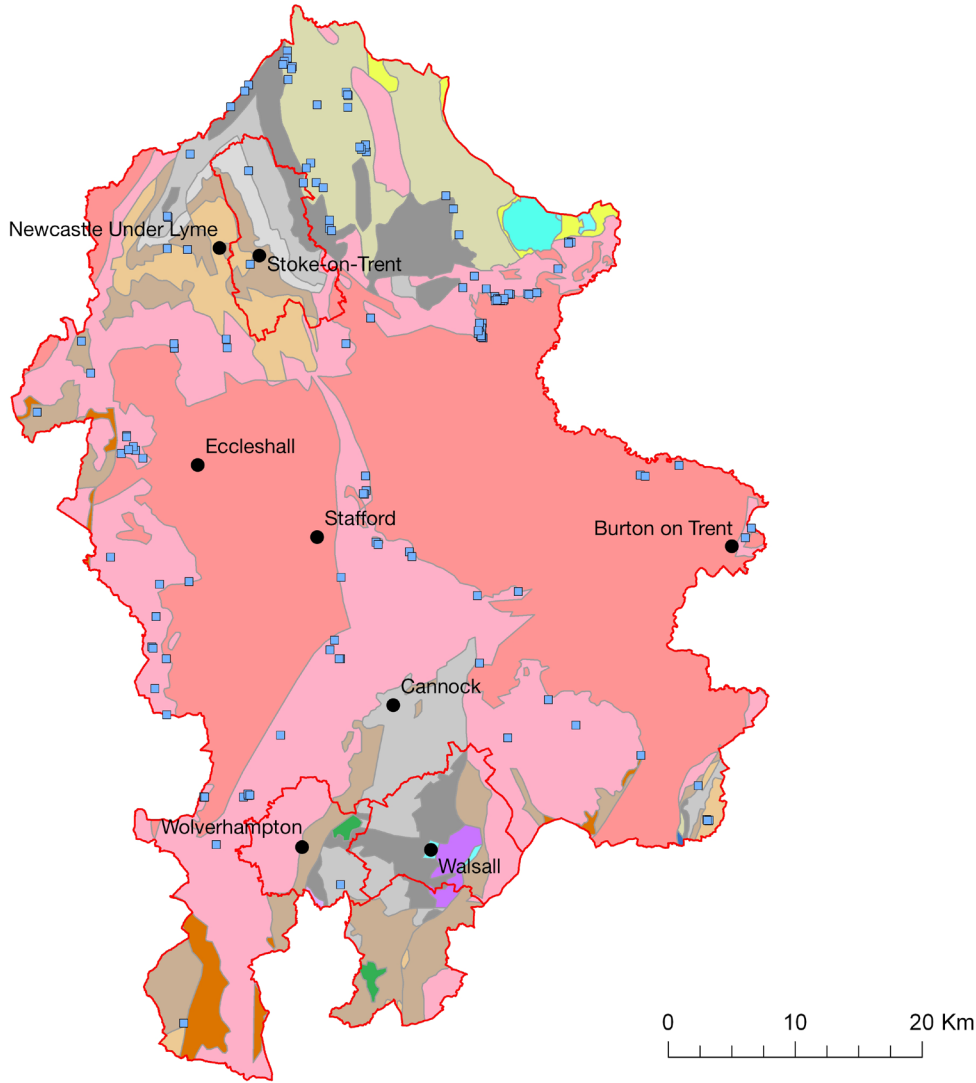 Newcastle Under Lyme
Stoke-on-Trent
Eccleshall
Stafford
Burton on Trent
Cannock
Wolverhampton
Walsall
0 10 20 Km